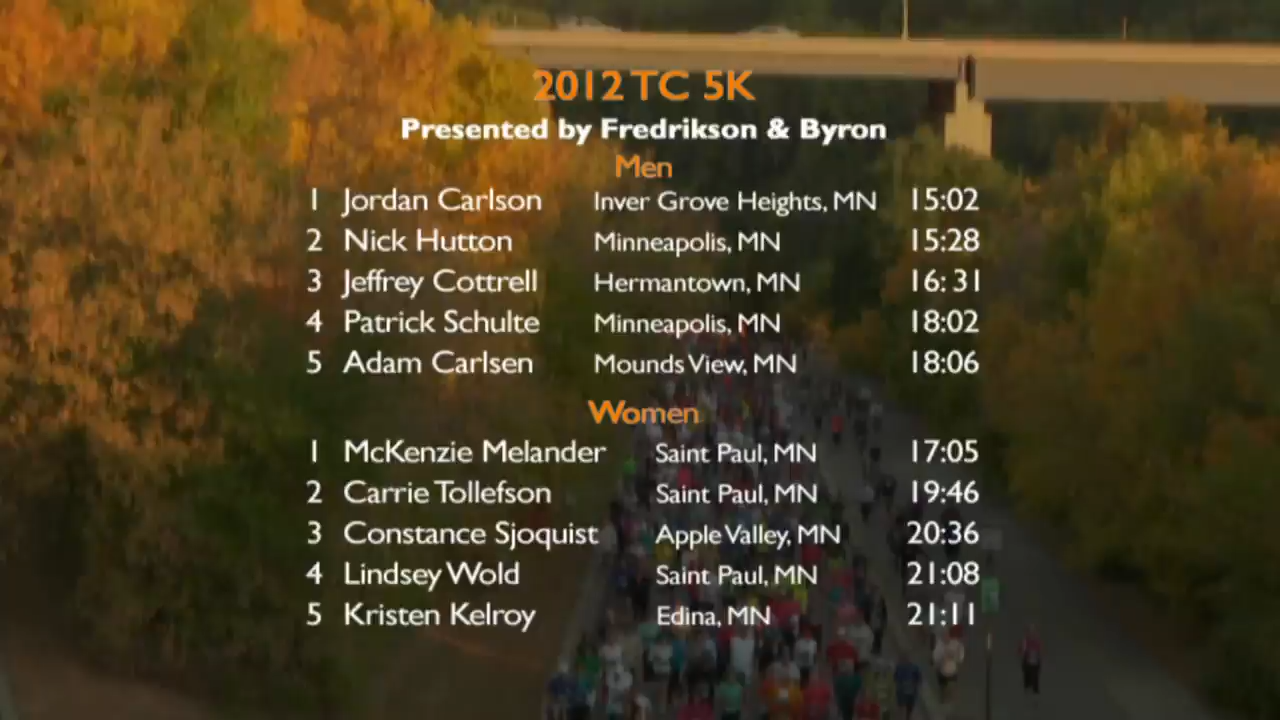 2012 TC 5K
Presented by Fredrikson & Byron
Men
1 Jordan Carlson Inver Grove Heights, MN 15:02
2 Nick Hutton Minneapolis, MN 15:28
3 Jeffrey Cottrell Hermantown, MN 16: 31
4 Patrick Schulte Minneapolis, MN 18:02
5 Adam Carlsen Mounds View, MN 18:06
Women
1 McKenzie Melander Saint Paul, MN 17:05
2 Carrie Tollefson Saint Paul, MN 19:46
3 Constance Sjoquist Apple Valley, MN 20:36
4 Lindsey Wold Saint Paul, MN 21:08
5 Kristen Kelroy Edina, MN 21:11